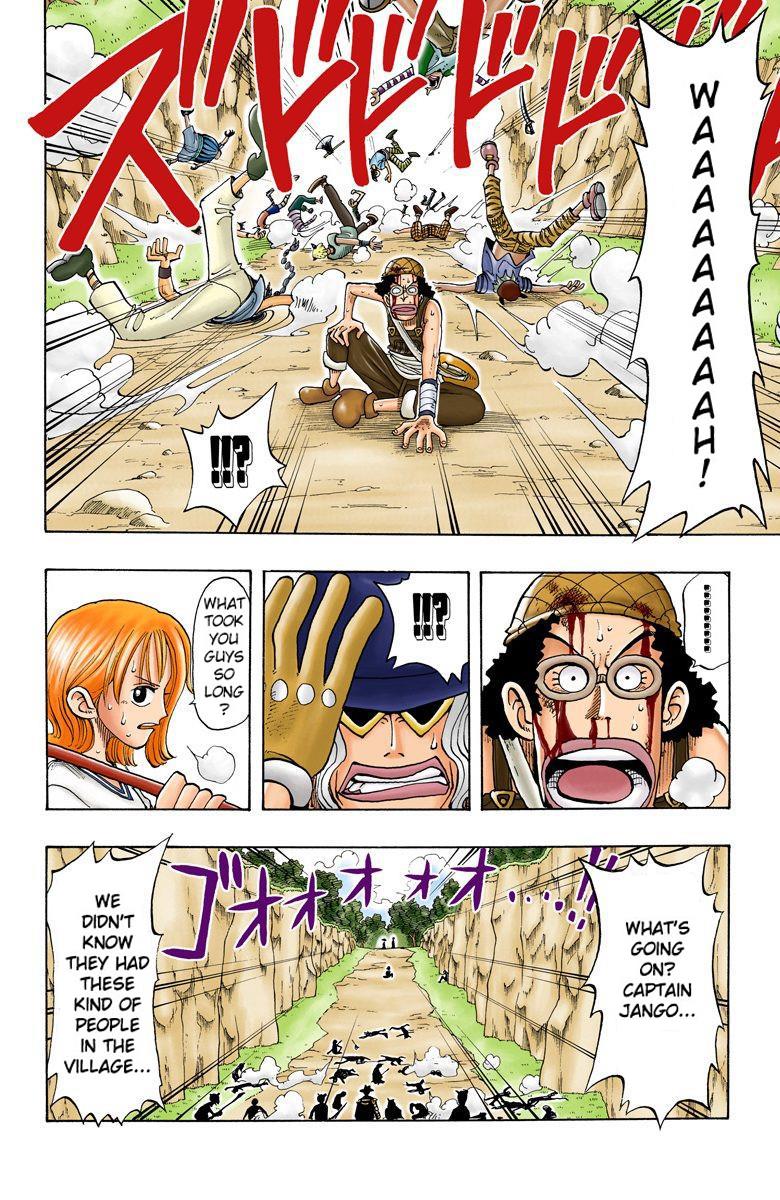 WAAAAAAAAAAH!
ズドドドドド
!!!?
!!!?
WHAT
TOOK
YOU
GUYS
SO
LONG
?
WHAT'S
GOING
ON?
CAPTAIN
JANGO...
ゴオオオオオ....!!
WE
DIDN'T
KNOW
THEY HAD
THESE
KIND OF
PEOPLE
IN THE
VILLAGE...